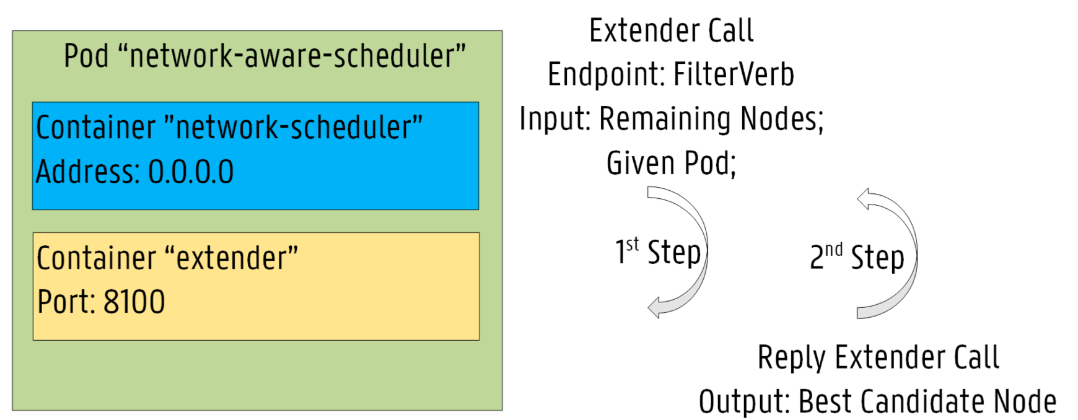 Pod “network-aware-scheduler”
Container ”network-scheduler”
Address: 0.0.0.0
Container “extender”
Port: 8100
Extender Call
Endpoint: FilterVerb
Input: Remaining Nodes;
Given Pod;
1st Step
2nd Step
Reply Extender Call
Output: Best Candidate Node